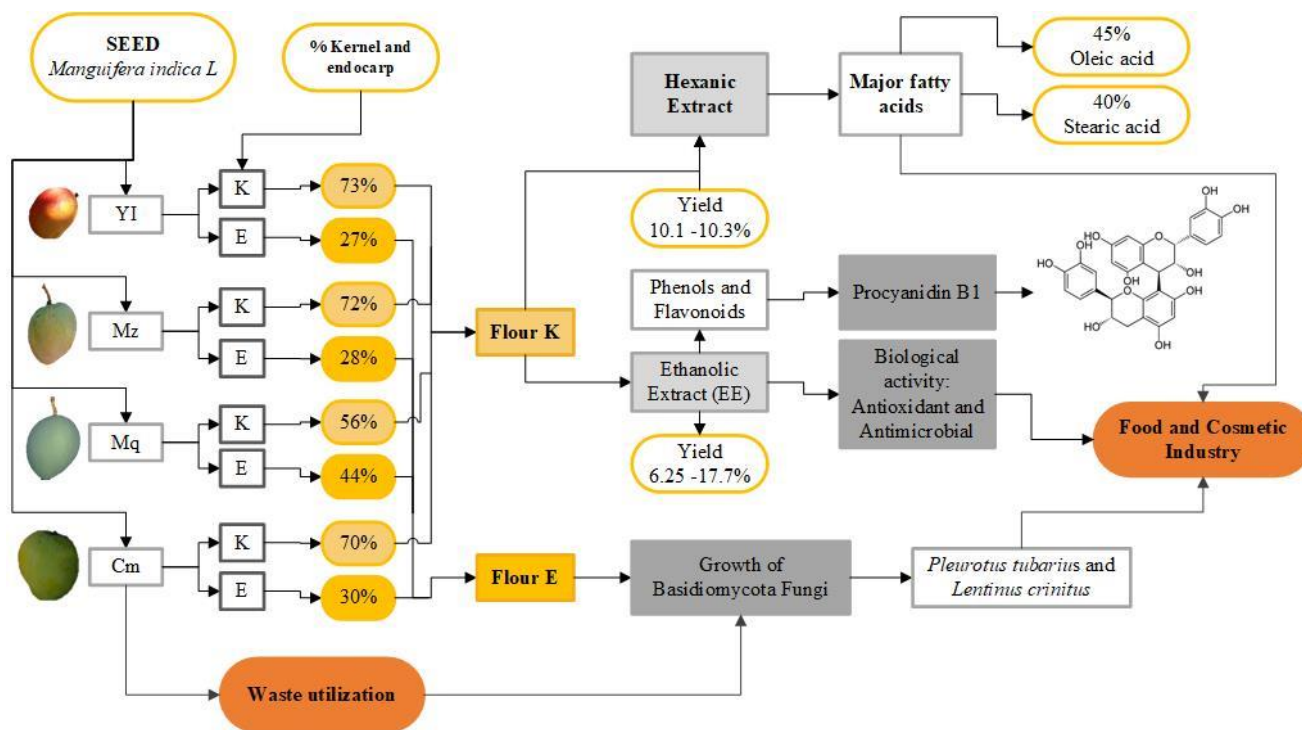 SEED
Manguifera indica L
% Kernel and
endocarp
YI
K
73%
E
27%
Mz
K
72%
E
28%
Mq
K
56%
E
44%
Cm
K
70%
E
30%
Flour K
Flour E
Waste utilization
Hexanic
Extract
Major fatty
acids
45%
Oleic acid
40%
Stearic acid
Yield
10.1 -10.3%
Phenols and
Flavonoids
Procyanidin B1
Ethanolic
Extract (EE)
Biological
activity:
Antioxidant and
Antimicrobial
Yield
6.25 -17.7%
Growth of
Basidiomycota Fungi
Pleurotus tubarius and
Lentinus crinitus
Food and Cosmetic
Industry
OH
OH
HO
O
OH
OH
OH
HO
HO
O
OH
HO
OH